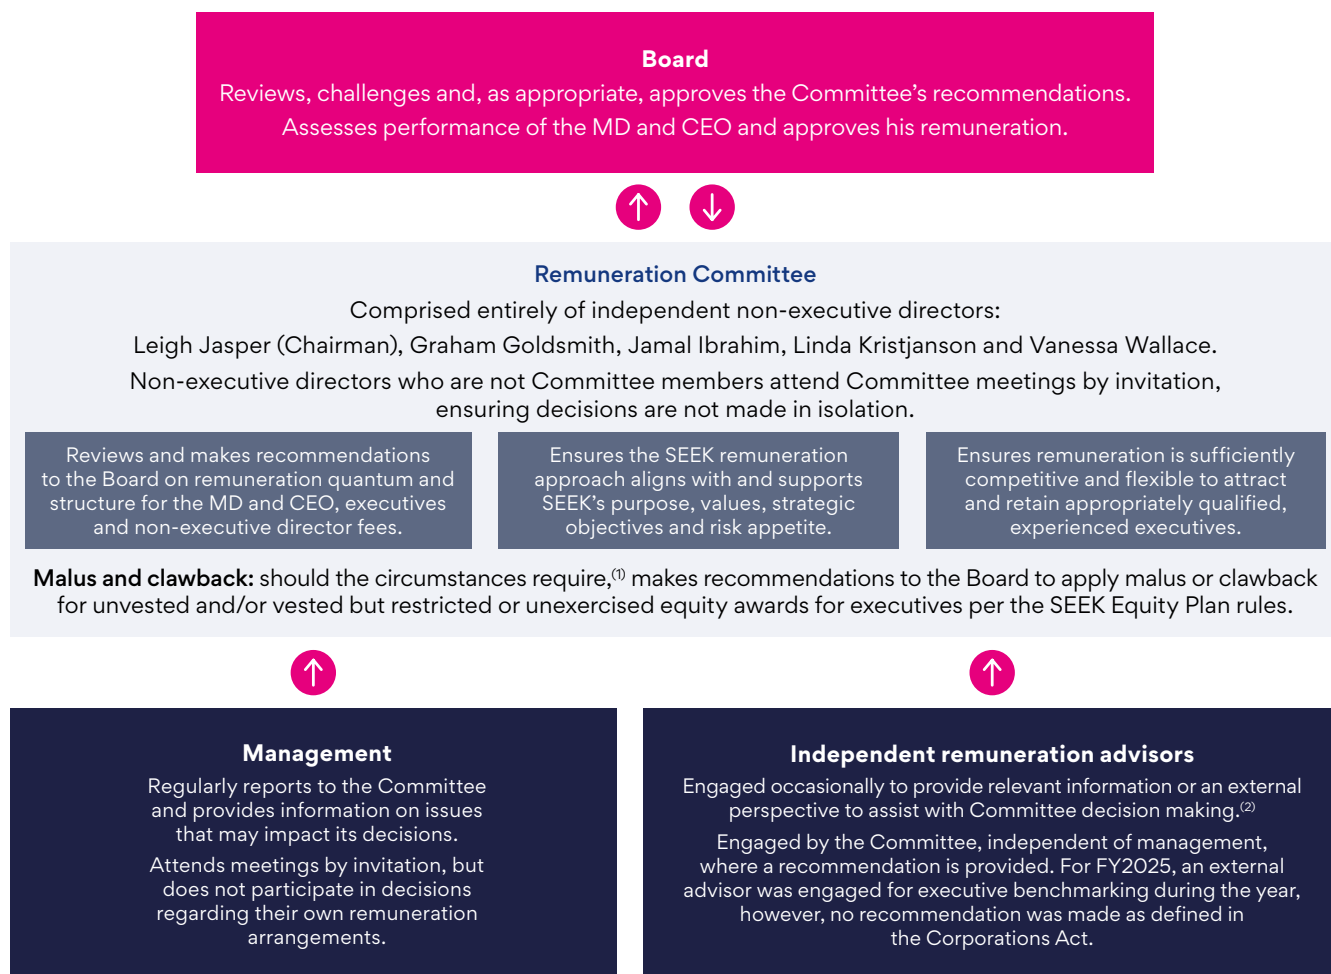 Board
Reviews, challenges and, as appropriate, approves the Committee’s recommendations.
Assesses performance of the MD and CEO and approves his remuneration.
Remuneration Committee
Comprised entirely of independent non-executive directors:
Leigh Jasper (Chairman), Graham Goldsmith, Jamal Ibrahim, Linda Kristjanson and Vanessa Wallace.
Non-executive directors who are not Committee members attend Committee meetings by invitation,
ensuring decisions are not made in isolation.
Reviews and makes recommendations
to the Board on remuneration quantum and
structure for the MD and CEO, executives
and non-executive director fees.
Ensures the SEEK remuneration
approach aligns with and supports
SEEK’s purpose, values, strategic
objectives and risk appetite.
Ensures remuneration is sufficiently
competitive and flexible to attract
and retain appropriately qualified,
experienced executives.
Malus and clawback: should the circumstances require,(1) makes recommendations to the Board to apply malus or clawback
for unvested and/or vested but restricted or unexercised equity awards for executives per the SEEK Equity Plan rules.
Management
Regularly reports to the Committee
and provides information on issues
that may impact its decisions.
Attends meetings by invitation, but
does not participate in decisions
regarding their own remuneration
arrangements.
Independent remuneration advisors
Engaged occasionally to provide relevant information or an external
perspective to assist with Committee decision making.(2)
Engaged by the Committee, independent of management,
where a recommendation is provided. For FY2025, an external
advisor was engaged for executive benchmarking during the year,
however, no recommendation was made as defined in
the Corporations Act.